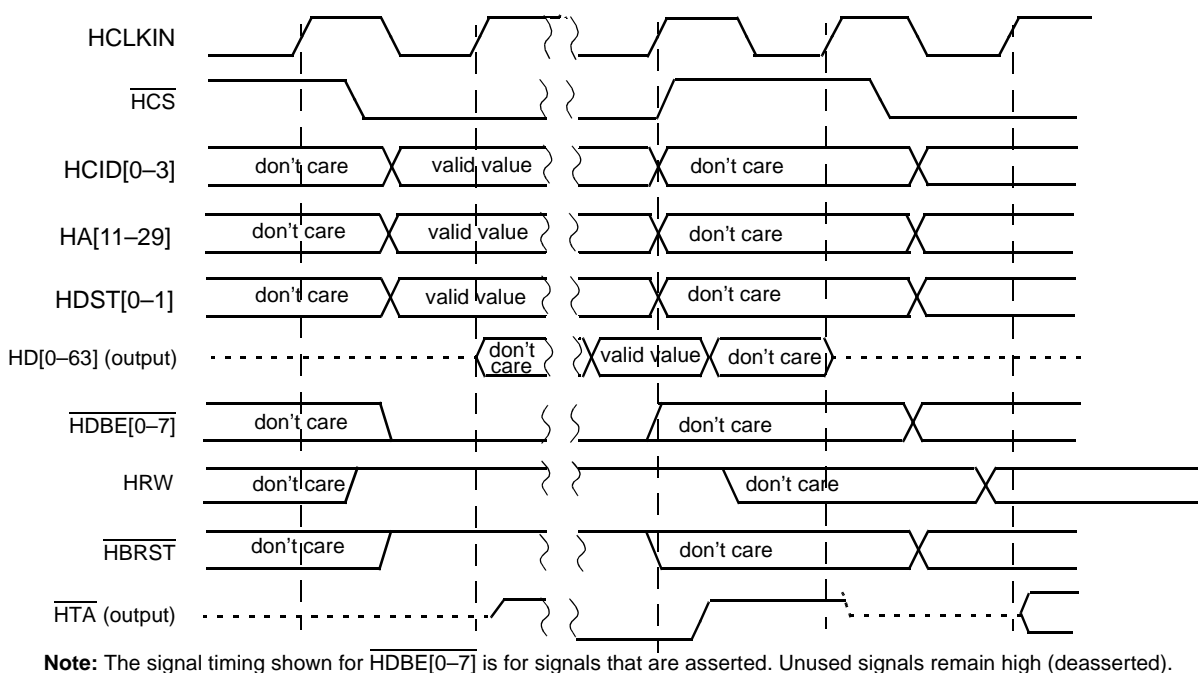 HCLKIN
HCS
HCID[0–3] don't care valid value don't care
HA[11–29] don't care valid value don't care
HDST[0–1] don't care valid value don't care
HD[0–63] (output) don't care valid value don't care
HDBE[0–7] don't care don't care
HRW don't care don't care
HBRST don't care don't care
HTA (output)
Note: The signal timing shown for HDBE[0–7] is for signals that are asserted. Unused signals remain high (deasserted).